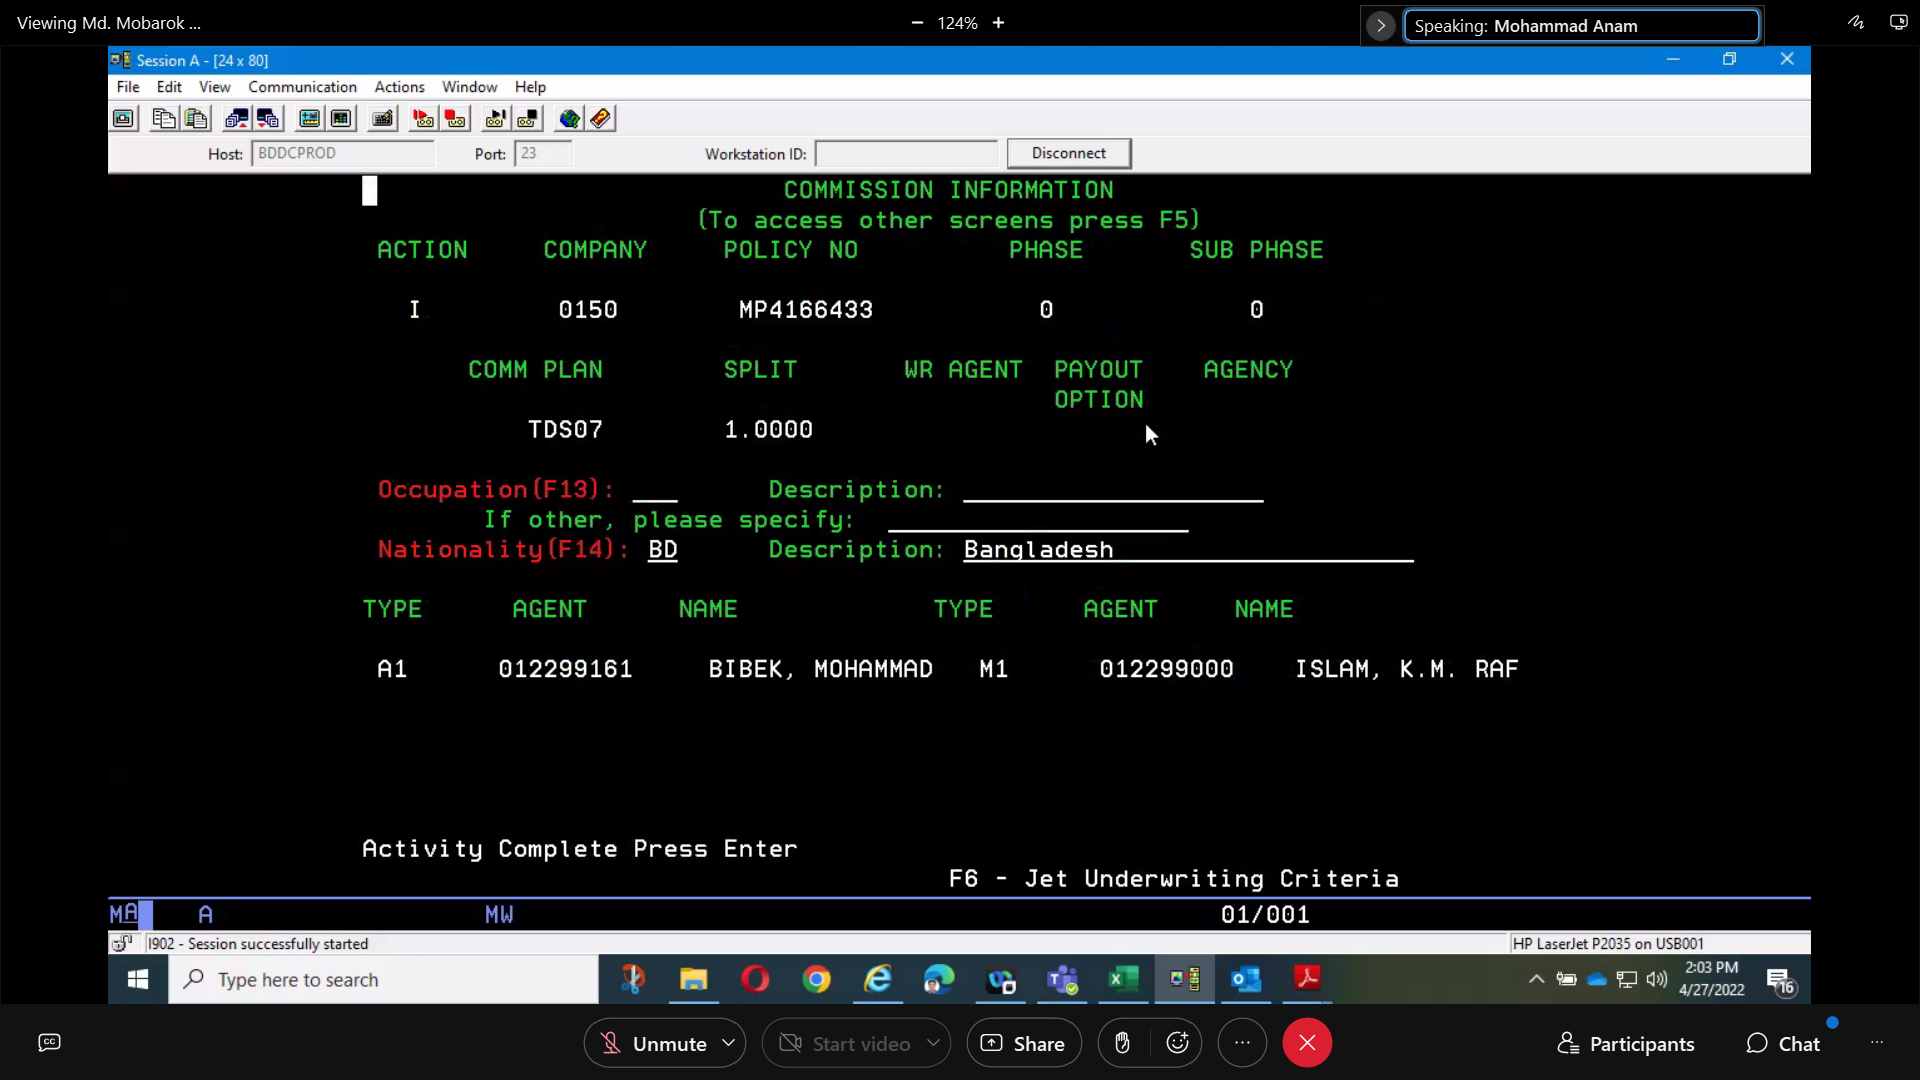 Viewing Md. Mobarok ...
124%
Speaking: Mohammad Anam
Session A - [24 x 80]
File Edit View Communication Actions Window Help
Host: BDDCPROD Port: 23 Workstation ID: Disconnect
COMMISSION INFORMATION
(To access other screens press F5)
ACTION COMPANY POLICY NO PHASE SUB PHASE
I 0150 MP4166433 0 0
COMM PLAN SPLIT WR AGENT PAYOUT AGENCY
OPTION
TDS07 1.0000
Occupation(F13): Description:
If other, please specify:
Nationality(F14): BD Description: Bangladesh
TYPE AGENT NAME TYPE AGENT NAME
A1 012299161 BIBEK, MOHAMMAD M1 012299000 ISLAM, K.M. RAF
Activity Complete Press Enter
F6 - Jet Underwriting Criteria
MA A MW 01/001
I902 - Session successfully started HP LaserJet P2035 on USB001
Type here to search
2:03 PM
4/27/2022
16
CC Unmute Start video Share Participants Chat